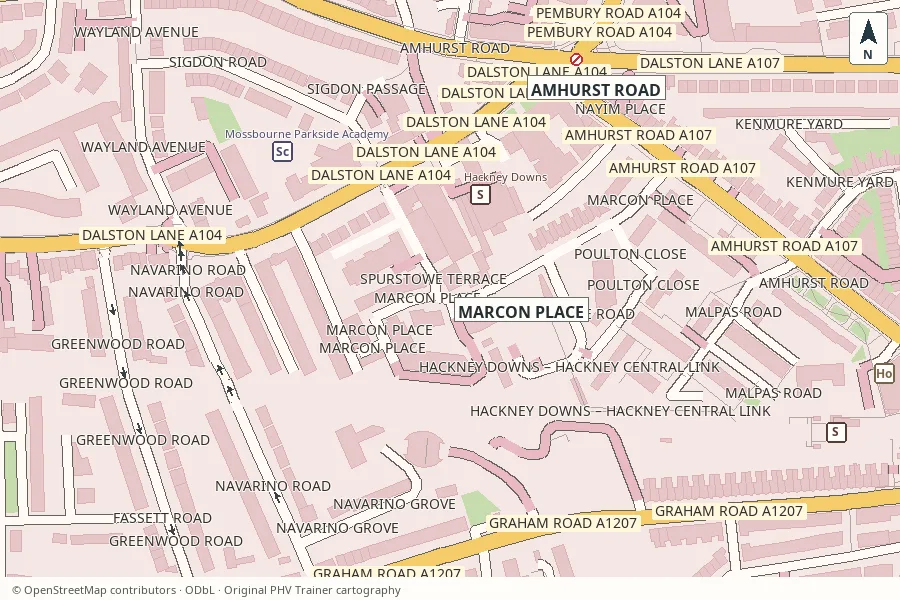 PEMBURY ROAD A104
WAYLAND AVENUE
PEMBURY ROAD A104
AMHURST ROAD
N
SIGDON ROAD
DALSTON LANE A107
DALSTON LANE A104
SIGDON PASSAGE
DALSTON LA
AMHURST ROAD
NAYIM PLACE
DALSTON LANE A104
KENMURE YARD
Mossbourne Parkside Academy
AMHURST ROAD A107
WAYLAND AVENUE
Sc
DALSTON LANE A104
AMHURST ROAD A107
DALSTON LANE A104
Hackney Downs
KENMURE YARD
S
MARCON PLACE
WAYLAND AVENUE
DALSTON LANE A104
AMHURST ROAD A107
POULTON CLOSE
NAVARINO ROAD
SPURSTOWE TERRACE
AMHURST ROAD
POULTON CLOSE
NAVARINO ROAD
MARCON PLACE
MARCON PLACE
E ROAD
MALPAS ROAD
MARCON PLACE
GREENWOOD ROAD
MARCON PLACE
HACKNEY DOWNS – HACKNEY CENTRAL LINK
Ho
GREENWOOD ROAD
MALPAS ROAD
HACKNEY DOWNS – HACKNEY CENTRAL LINK
S
GREENWOOD ROAD
NAVARINO ROAD
NAVARINO GROVE
GRAHAM ROAD A1207
FASSETT ROAD
GRAHAM ROAD A1207
NAVARINO GROVE
GREENWOOD ROAD
GRAHAM ROAD A1207
© OpenStreetMap contributors · ODbL · Original PHV Trainer cartography